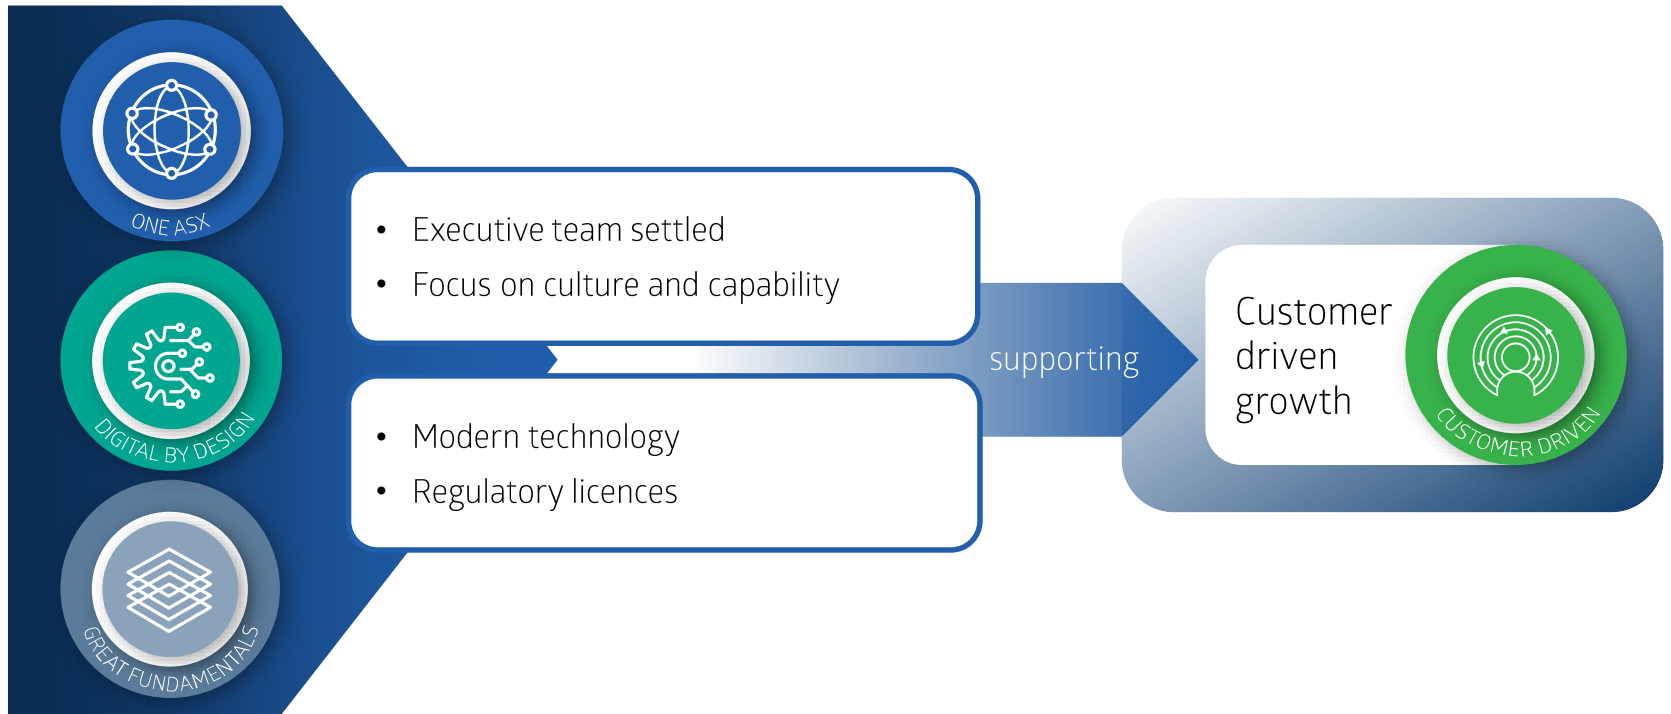 ONE ASX
DIGITAL BY DESIGN
GREAT FUNDAMENTALS
• Executive team settled
• Focus on culture and capability
• Modern technology
• Regulatory licences
supporting
Customer
driven
growth
CUSTOMER DRIVEN